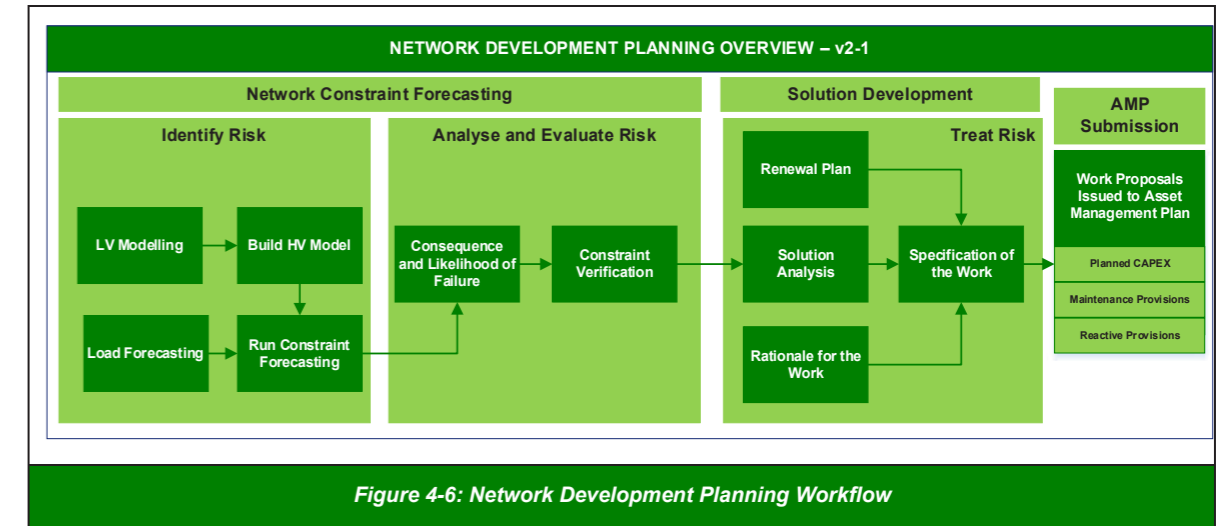 NETWORK DEVELOPMENT PLANNING OVERVIEW – v2-1
Network Constraint Forecasting
Solution Development
AMP
Submission
Identify Risk
Analyse and Evaluate Risk
Treat Risk
LV Modelling
Build HV Model
Load Forecasting
Run Constraint
Forecasting
Consequence
and Likelihood of
Failure
Constraint
Verification
Renewal Plan
Solution
Analysis
Rationale for the
Work
Specification of
the Work
Work Proposals
Issued to Asset
Management Plan
Planned CAPEX
Maintenance Provisions
Reactive Provisions
Figure 4-6: Network Development Planning Workflow